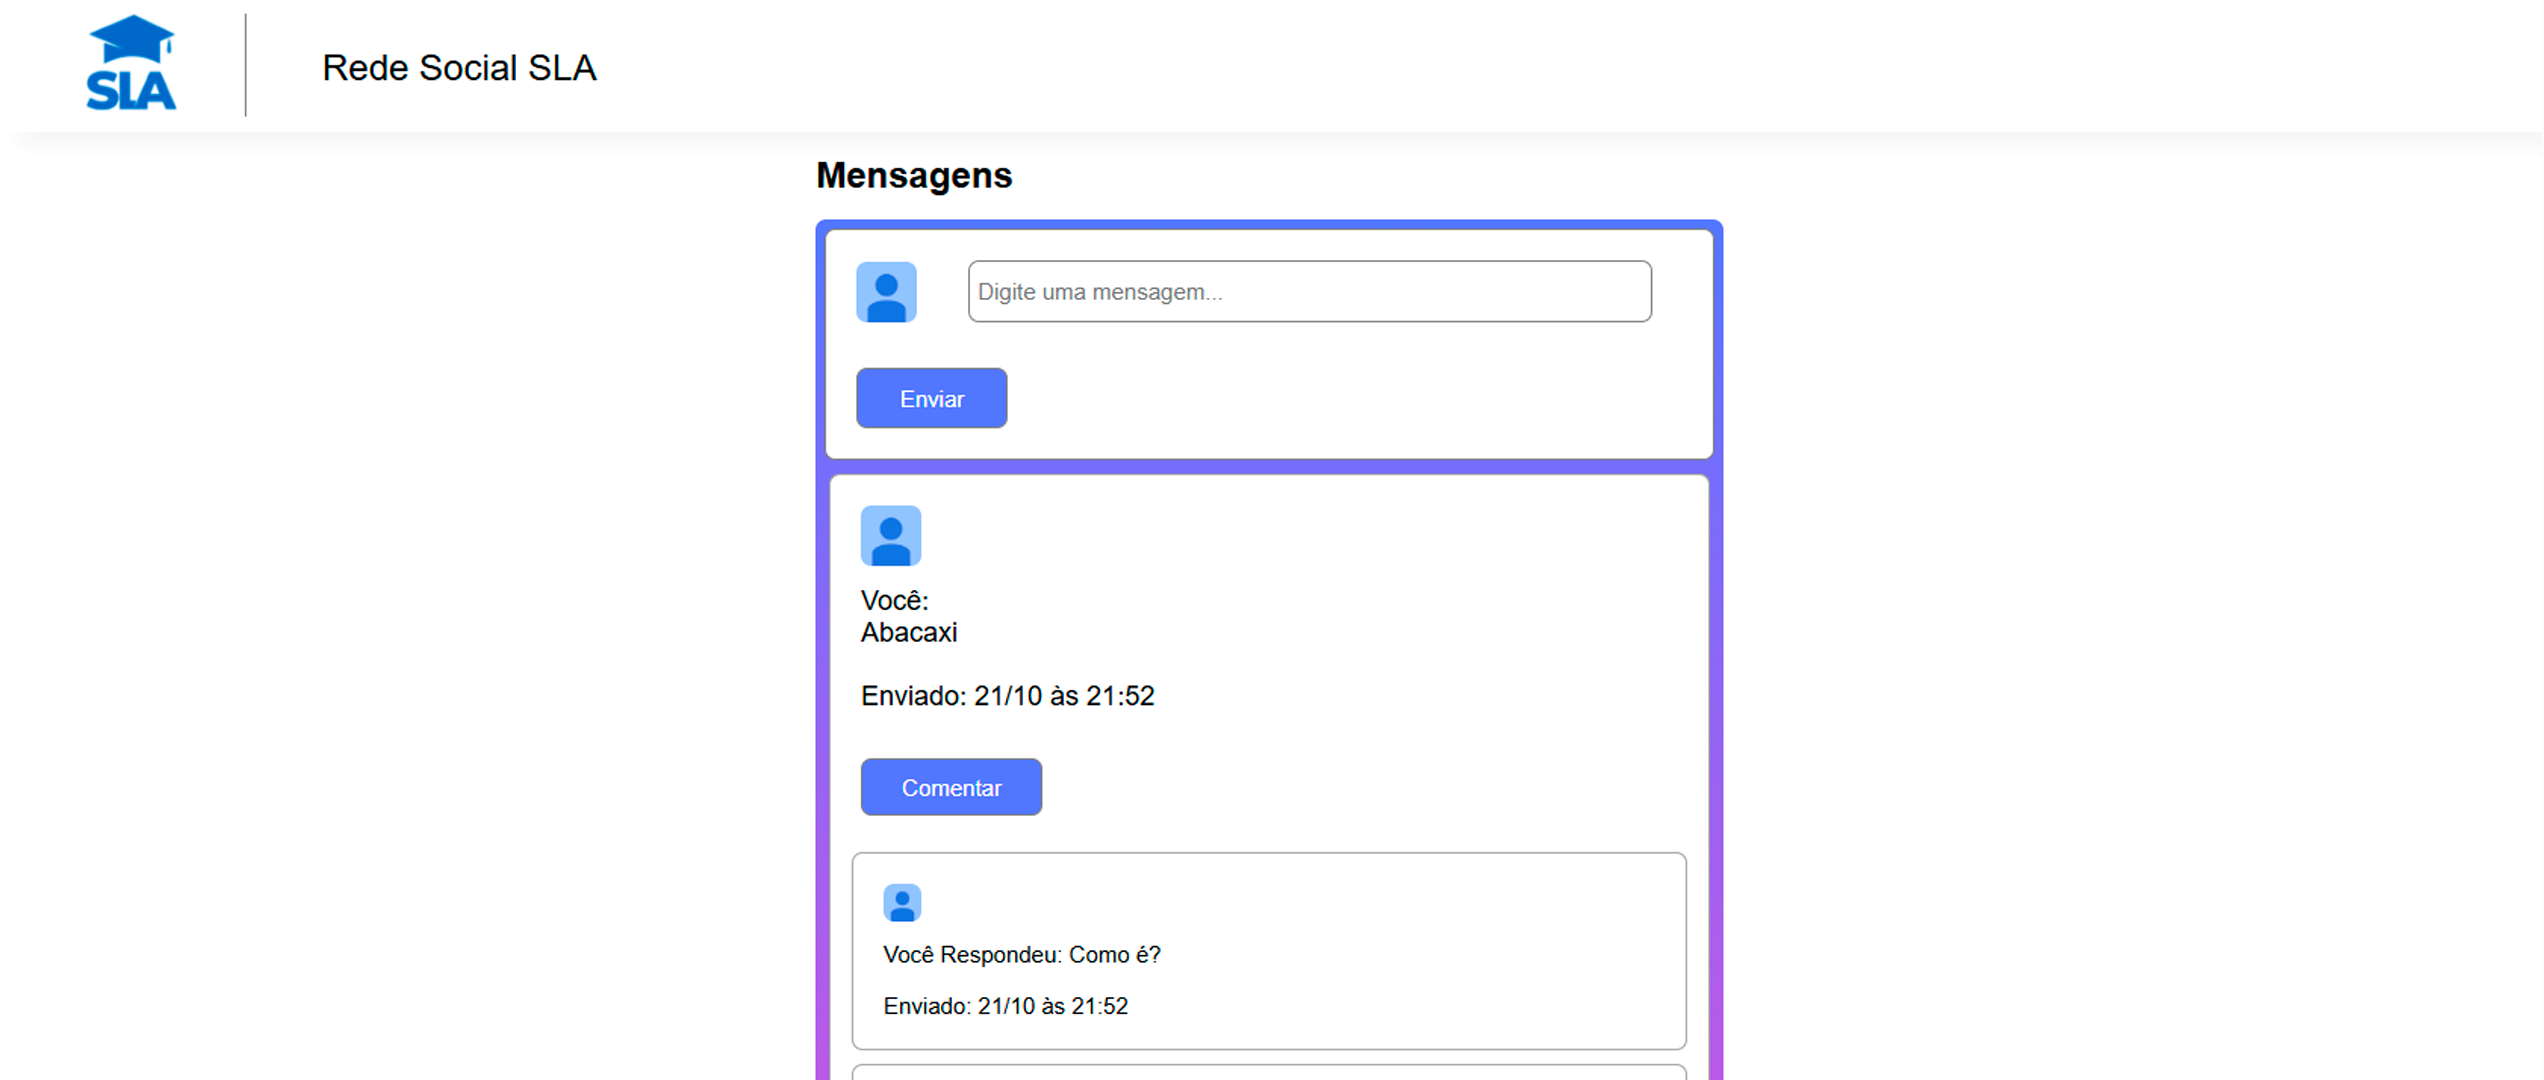 SLA
Rede Social SLA
Mensagens
Digite uma mensagem...
Enviar
Você:
Abacaxi
Enviado: 21/10 às 21:52
Comentar
Você Respondeu: Como é?
Enviado: 21/10 às 21:52